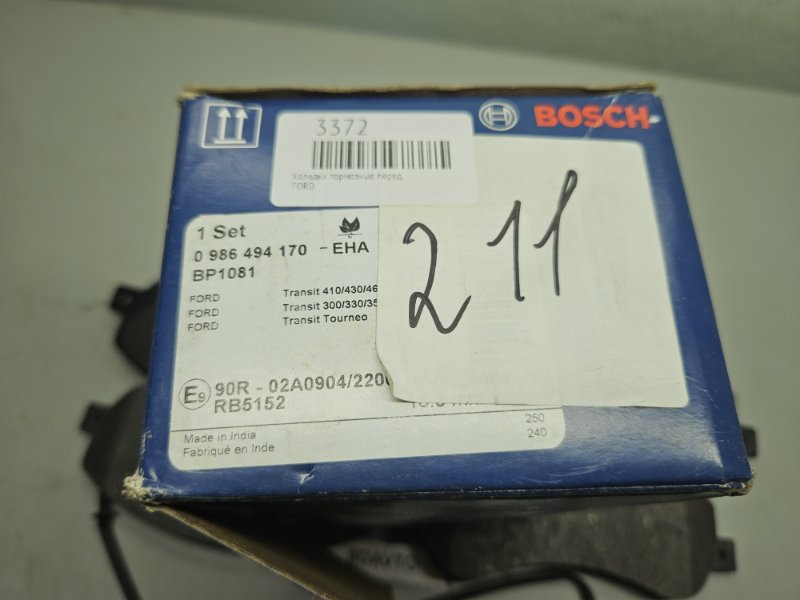 BOSCH
3372
Колодки тормозные перед.
FORD
211
1 Set
0 986 494 170 - EHA
BP1081
FORD Transit 410/430/46
FORD Transit 300/330/35
FORD Transit Tourneo
E9 90R - 02A0904/220
RB5152
250
240
Made in India
Fabriqué en Inde